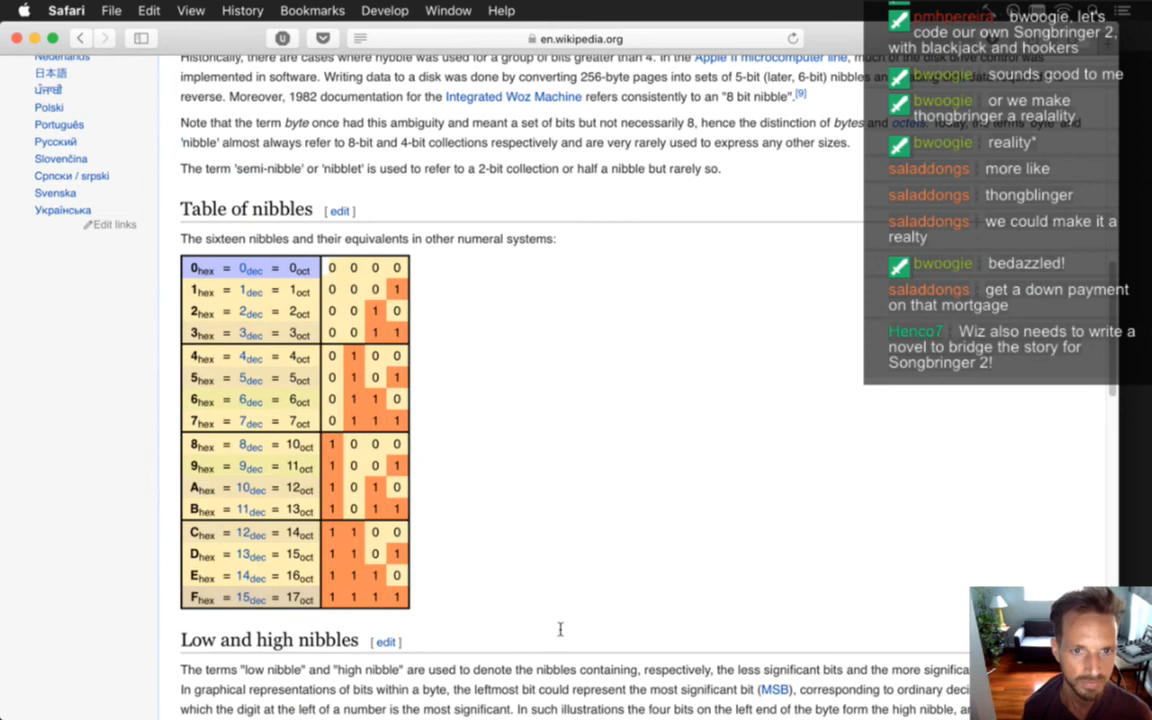 Safari File Edit View History Bookmarks Develop Window Help
en.wikipedia.org
Nederlands
日本語
ਪੰਜਾਬੀ
Polski
Português
Русский
Slovenčina
Српски / srpski
Svenska
Українська
Edit links
Historically, there are cases where nybble was used for a group of bits greater than 4. In the Apple II microcomputer line, much of the disk drive control was
implemented in software. Writing data to a disk was done by converting 256-byte pages into sets of 5-bit (later, 6-bit) nibbles
reverse. Moreover, 1982 documentation for the Integrated Woz Machine refers consistently to an "8 bit nibble".[9]
Note that the term byte once had this ambiguity and meant a set of bits but not necessarily 8, hence the distinction of bytes and octets. Today, the terms 'byte' and
'nibble' almost always refer to 8-bit and 4-bit collections respectively and are very rarely used to express any other sizes.
The term 'semi-nibble' or 'niblet' is used to refer to a 2-bit collection or half a nibble but rarely so.
Table of nibbles [ edit ]
The sixteen nibbles and their equivalents in other numeral systems:
0hex = 0dec = 0oct 0 0 0 0
1hex = 1dec = 1oct 0 0 0 1
2hex = 2dec = 2oct 0 0 1 0
3hex = 3dec = 3oct 0 0 1 1
4hex = 4dec = 4oct 0 1 0 0
5hex = 5dec = 5oct 0 1 0 1
6hex = 6dec = 6oct 0 1 1 0
7hex = 7dec = 7oct 0 1 1 1
8hex = 8dec = 10oct 1 0 0 0
9hex = 9dec = 11oct 1 0 0 1
Ahex = 10dec = 12oct 1 0 1 0
Bhex = 11dec = 13oct 1 0 1 1
Chex = 12dec = 14oct 1 1 0 0
Dhex = 13dec = 15oct 1 1 0 1
Ehex = 14dec = 16oct 1 1 1 0
Fhex = 15dec = 17oct 1 1 1 1
Low and high nibbles [ edit ]
The terms "low nibble" and "high nibble" are used to denote the nibbles containing, respectively, the less significant bits and the more significa
In graphical representations of bits within a byte, the leftmost bit could represent the most significant bit (MSB), corresponding to ordinary deci
which the digit at the left of a number is the most significant. In such illustrations the four bits on the left end of the byte form the high nibble, an
pmhpereira bwoogie, let's
code our own Songbringer 2,
with blackjack and hookers
bwoogie sounds good to me
bwoogie or we make
thongbringer a realality
bwoogie reality*
saladdongs more like
saladdongs thongblinger
saladdongs we could make it a
realty
bwoogie bedazzled!
saladdongs get a down payment
on that mortgage
Henco7 Wiz also needs to write a
novel to bridge the story for
Songbringer 2!